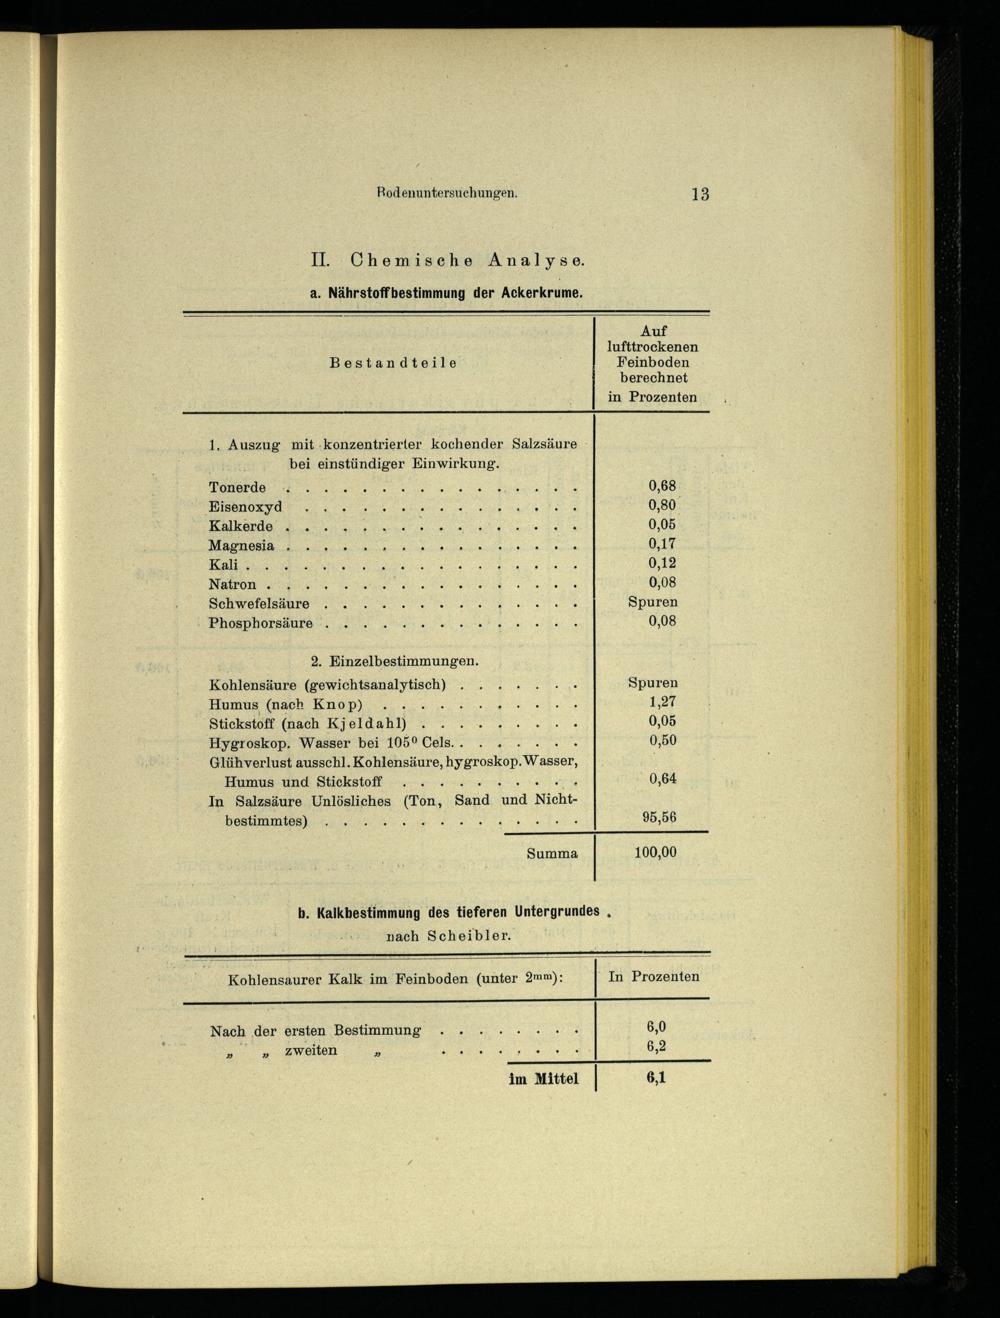 Bodenuntersuchungen. 13
II. Chemische Analyse.
a. Nährstoffbestimmung der Ackerkrume.
Bestandteile
Auf
lufttrockenen
Feinboden
berechnet
in Prozenten
1. Auszug mit konzentrierter kochender Salzsäure
bei einstündiger Einwirkung.
Tonerde . . . . . . . . . . . . . . . . 0,68
Eisenoxyd . . . . . . . . . . . . . . . 0,80
Kalkerde . . . . . . . . . . . . . . . . 0,05
Magnesia . . . . . . . . . . . . . . . . 0,17
Kali . . . . . . . . . . . . . . . . . . 0,12
Natron . . . . . . . . . . . . . . . . . 0,08
Schwefelsäure . . . . . . . . . . . . . . Spuren
Phosphorsäure . . . . . . . . . . . . . . 0,08
2. Einzelbestimmungen.
Kohlensäure (gewichtsanalytisch) . . . . . . . Spuren
Humus (nach Knop) . . . . . . . . . . . 1,27
Stickstoff (nach Kjeldahl) . . . . . . . . . 0,05
Hygroskop. Wasser bei 105° Cels. . . . . . . . 0,50
Glühverlust ausschl. Kohlensäure, hygroskop. Wasser,
Humus und Stickstoff . . . . . . . . . . 0,64
In Salzsäure Unlösliches (Ton, Sand und Nicht-
bestimmtes) . . . . . . . . . . . . . . 95,56
Summa 100,00
b. Kalkbestimmung des tieferen Untergrundes
nach Scheibler.
Kohlensaurer Kalk im Feinboden (unter 2mm): In Prozenten
Nach der ersten Bestimmung . . . . . . . . 6,0
„ „ zweiten „ . . . . . . . . 6,2
im Mittel 6,1